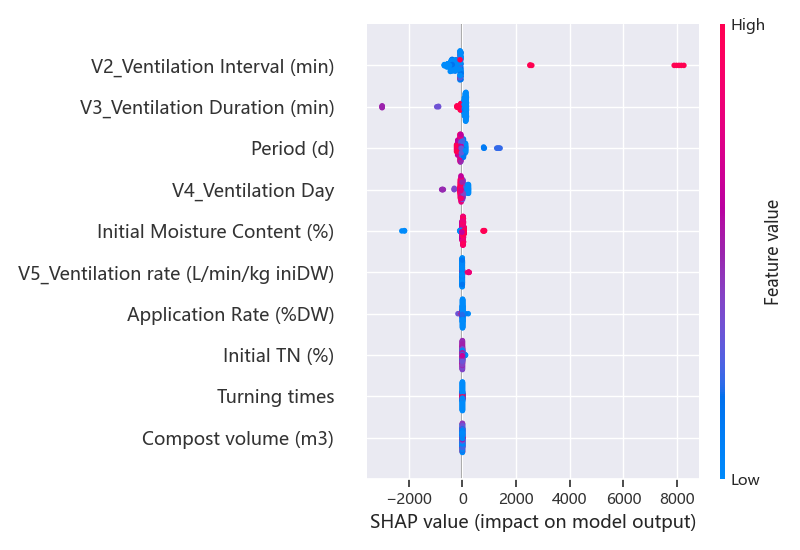 High
V2_Ventilation Interval (min)
V3_Ventilation Duration (min)
Period (d)
V4_Ventilation Day
Initial Moisture Content (%)
V5_Ventilation rate (L/min/kg iniDW)
Application Rate (%DW)
Initial TN (%)
Turning times
Compost volume (m3)
Feature value
Low
−2000 0 2000 4000 6000 8000
SHAP value (impact on model output)